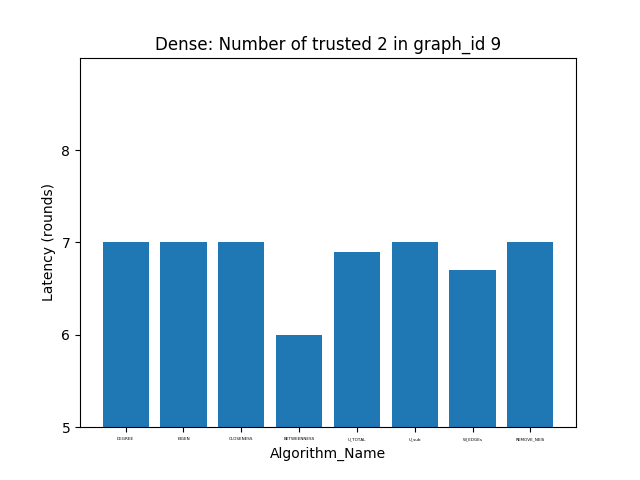 Dense: Number of trusted 2 in graph_id 9
Latency (rounds)
8
7
6
5
DEGREE EIGEN CLOSENESS BETWEENNESS U_TOTAL U_sub W_EDGEs REMOVE_NEIS
Algorithm_Name